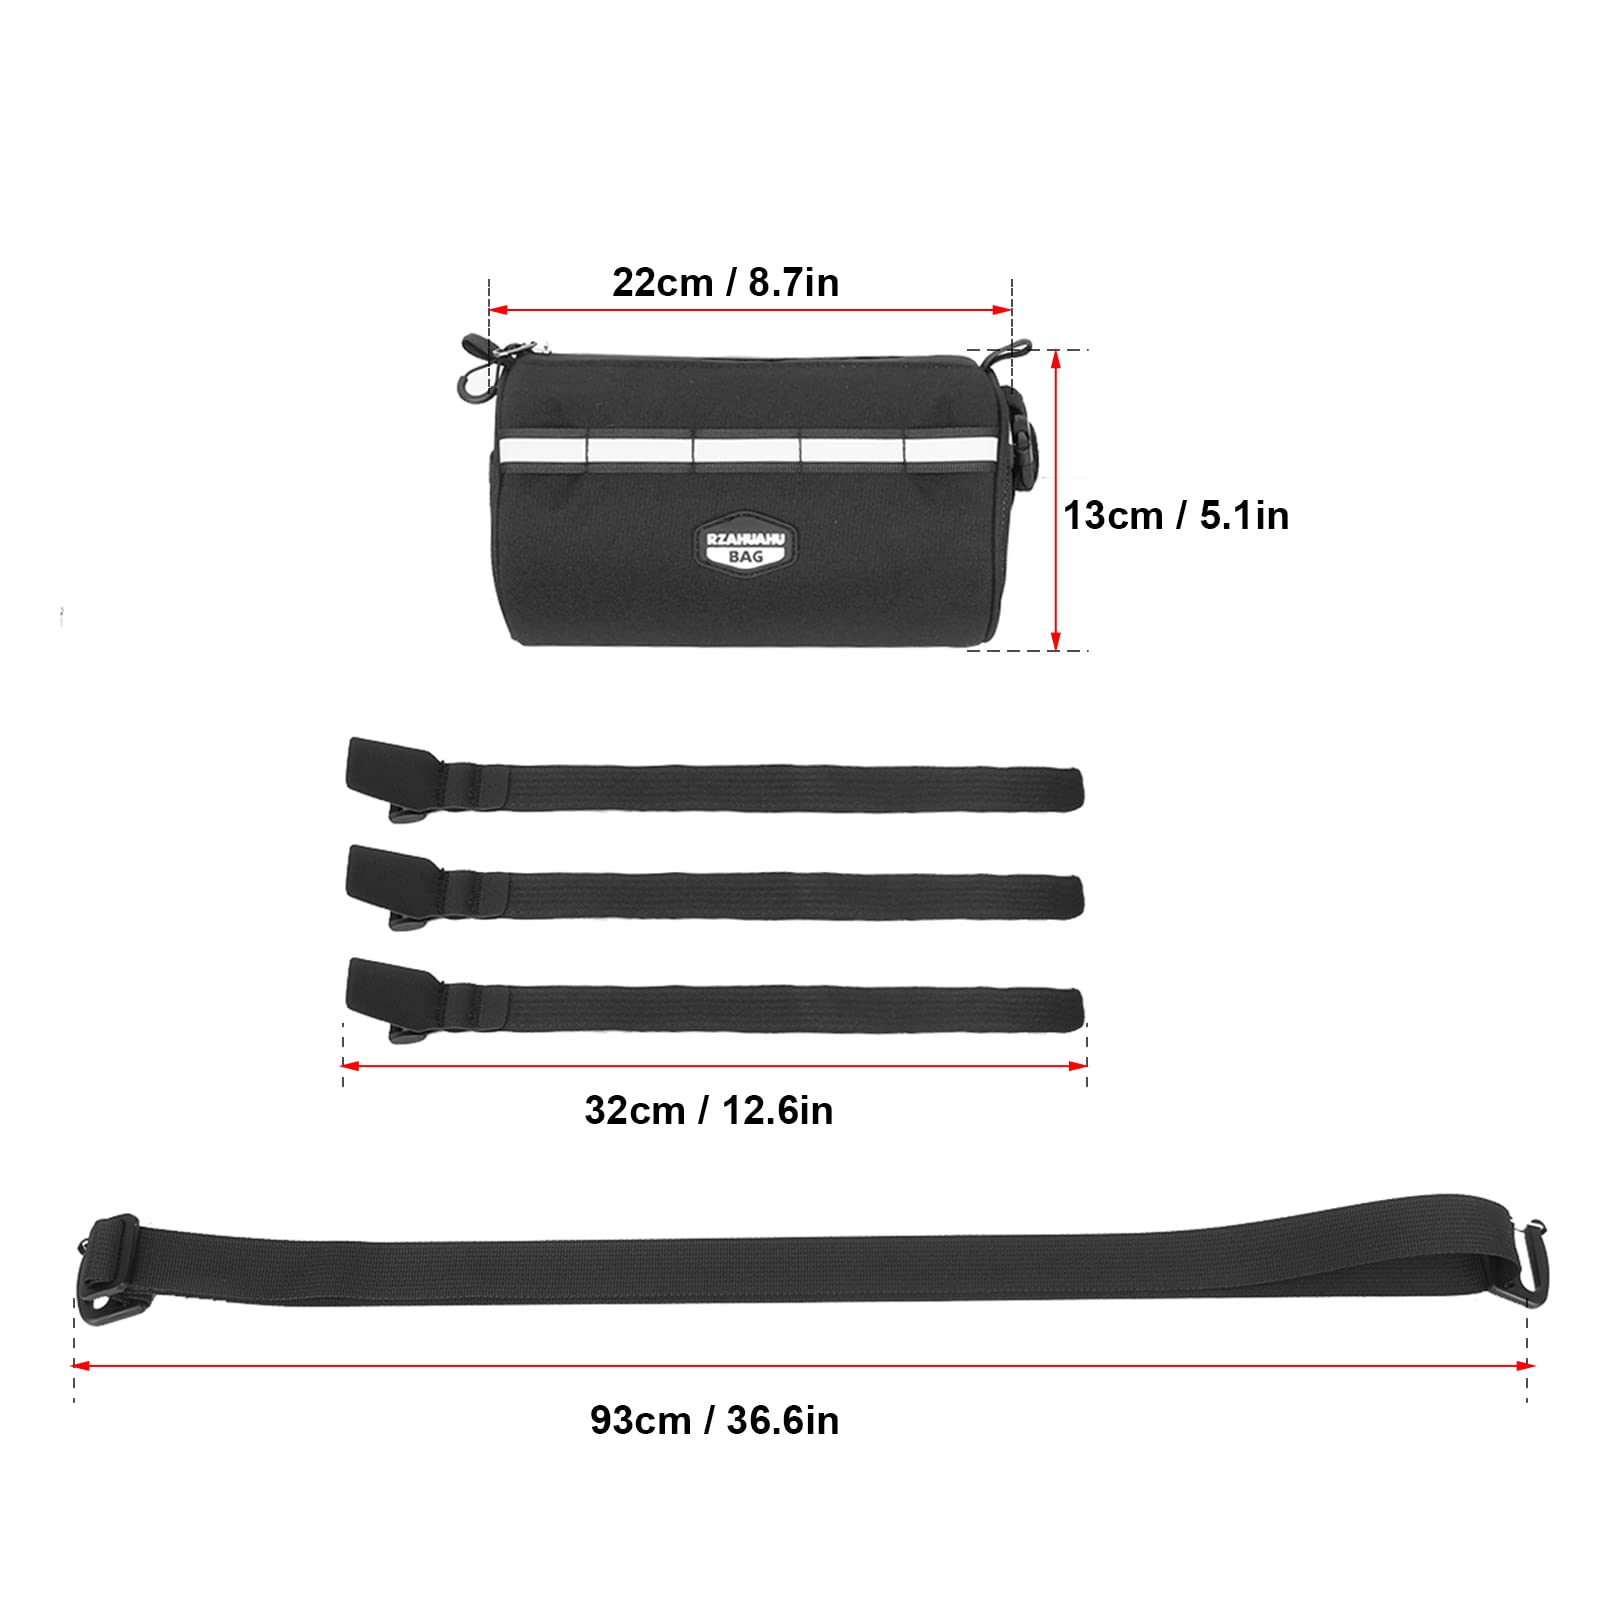 22cm / 8.7in
13cm / 5.1in
RZAHUAHU
BAG
32cm / 12.6in
93cm / 36.6in